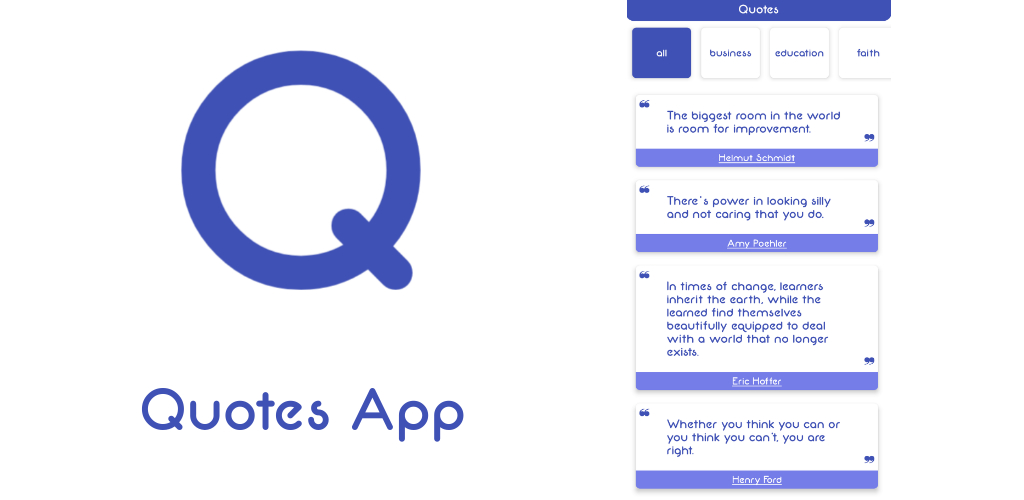 Q
Quotes App
Quotes
all business education faith
❝
The biggest room in the world
is room for improvement.
❞
Helmut Schmidt
❝
There's power in looking silly
and not caring that you do.
❞
Amy Poehler
❝
In times of change, learners
inherit the earth, while the
learned find themselves
beautifully equipped to deal
with a world that no longer
exists.
❞
Eric Hoffer
❝
Whether you think you can or
you think you can't, you are
right.
❞
Henry Ford